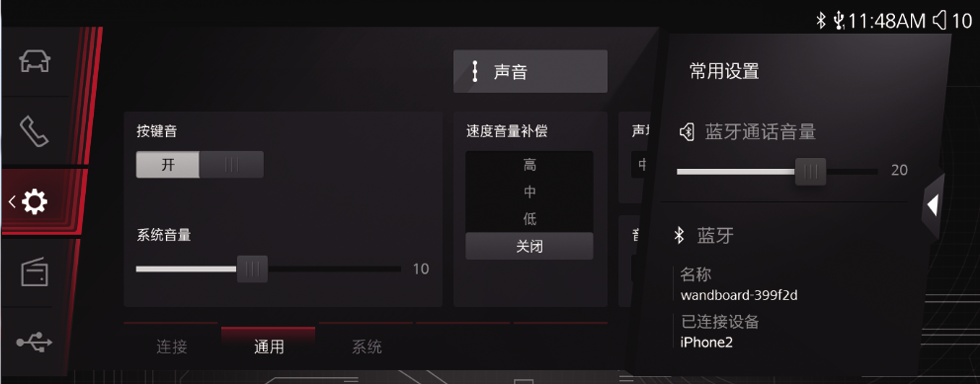 11:48AM 10
声音
常用设置
按键音
开
速度音量补偿
高
中
低
关闭
中
蓝牙通话音量
20
系统音量
10
蓝牙
名称
wandboard-399f2d
已连接设备
iPhone2
连接
通用
系统